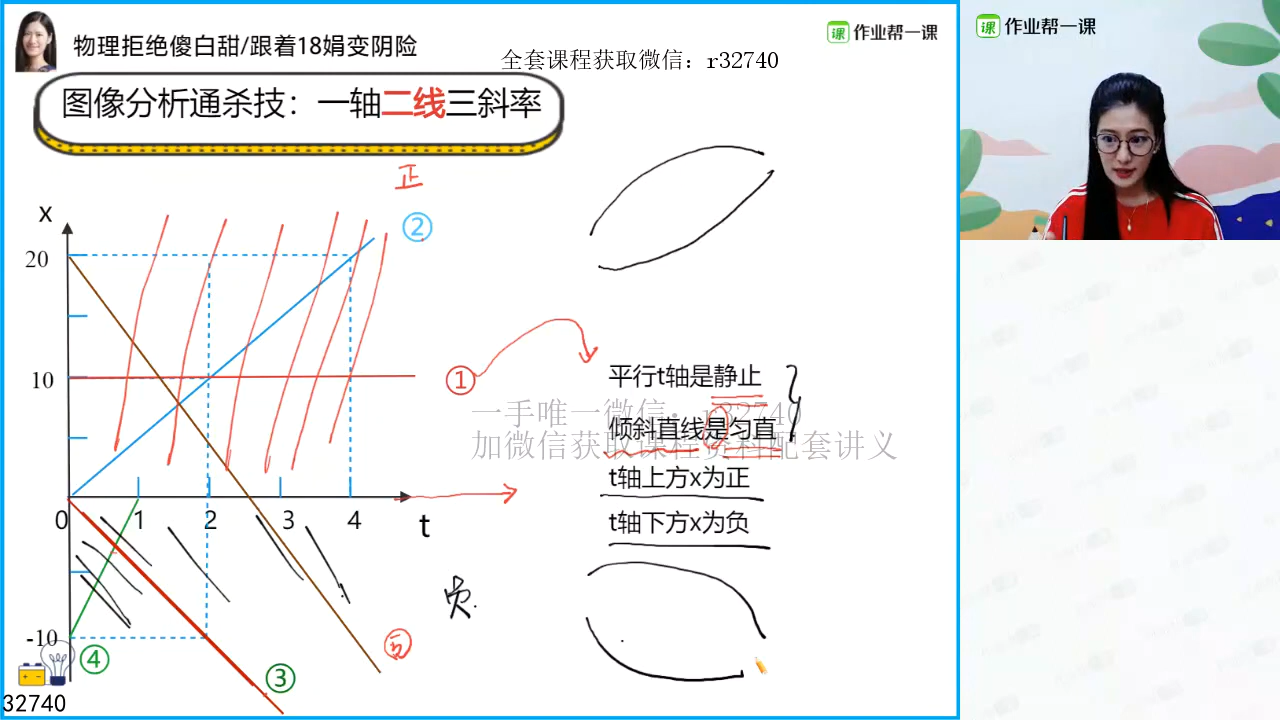 物理拒绝傻白甜/跟着18娟变阴险
作业帮一课
作业帮一课
全套课程获取微信：r32740
图像分析通杀技：一轴二线三斜率
正
②
x
20
10
①
平行t轴是静止
一手唯一微信：r32740
倾斜直线是匀直
加微信获取课程资料配套讲义
t轴上方x为正
0
1
2
3
4
t
t轴下方x为负
负
-10
④
③
32740